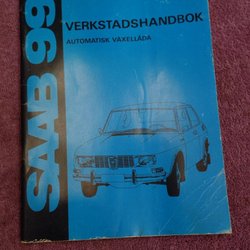 SAAB 99
VERKSTADSHANDBOK
AUTOMATISK VÄXELLÅDA